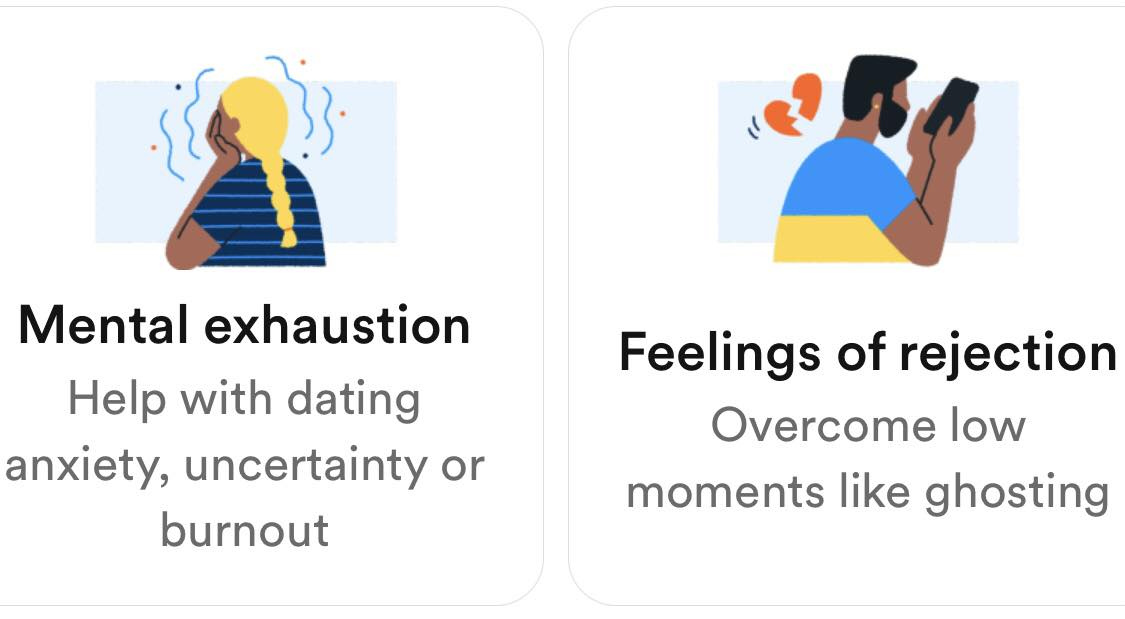 Mental exhaustion
Help with dating
anxiety, uncertainty or
burnout
Feelings of rejection
Overcome low
moments like ghosting